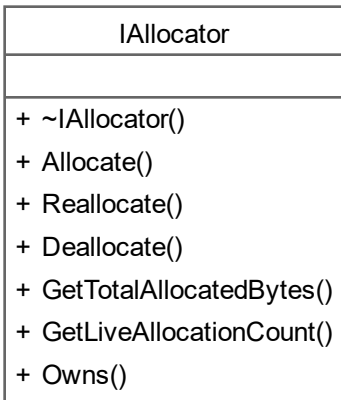 IAllocator
+ ~IAllocator()
+ Allocate()
+ Reallocate()
+ Deallocate()
+ GetTotalAllocatedBytes()
+ GetLiveAllocationCount()
+ Owns()